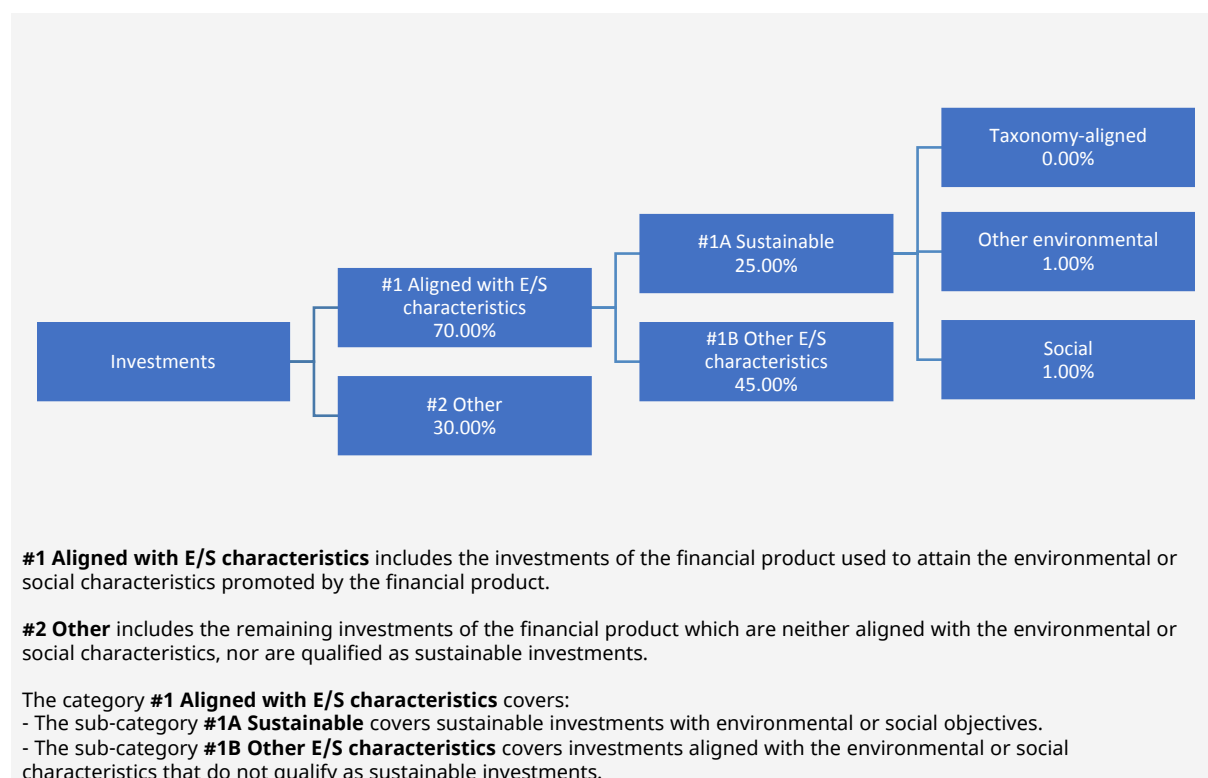 Investments
#1 Aligned with E/S
characteristics
70.00%
#2 Other
30.00%
#1A Sustainable
25.00%
#1B Other E/S
characteristics
45.00%
Taxonomy-aligned
0.00%
Other environmental
1.00%
Social
1.00%
#1 Aligned with E/S characteristics includes the investments of the financial product used to attain the environmental or
social characteristics promoted by the financial product.
#2 Other includes the remaining investments of the financial product which are neither aligned with the environmental or
social characteristics, nor are qualified as sustainable investments.
The category #1 Aligned with E/S characteristics covers:
- The sub-category #1A Sustainable covers sustainable investments with environmental or social objectives.
- The sub-category #1B Other E/S characteristics covers investments aligned with the environmental or social
characteristics that do not qualify as sustainable investments.